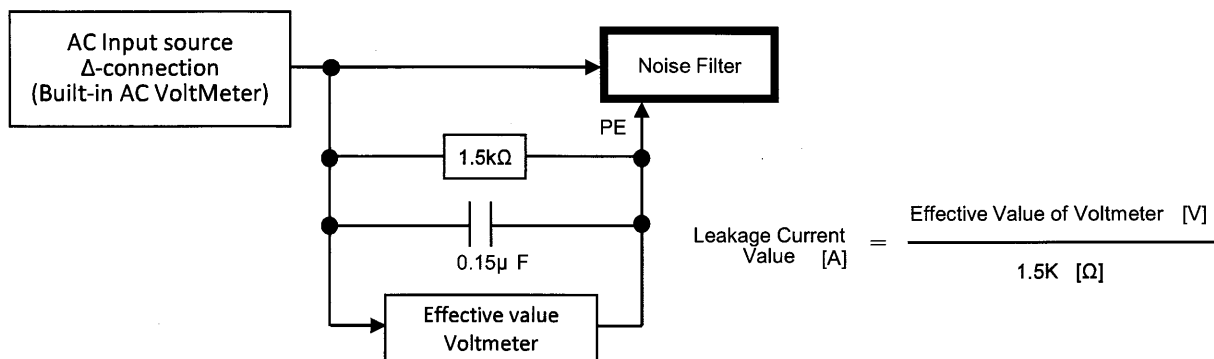 AC Input source
Δ-connection
(Built-in AC VoltMeter)
Noise Filter
PE
1.5kΩ
0.15μ F
Effective value
Voltmeter
Leakage Current
Value [A]
=
Effective Value of Voltmeter [V]
1.5K [Ω]